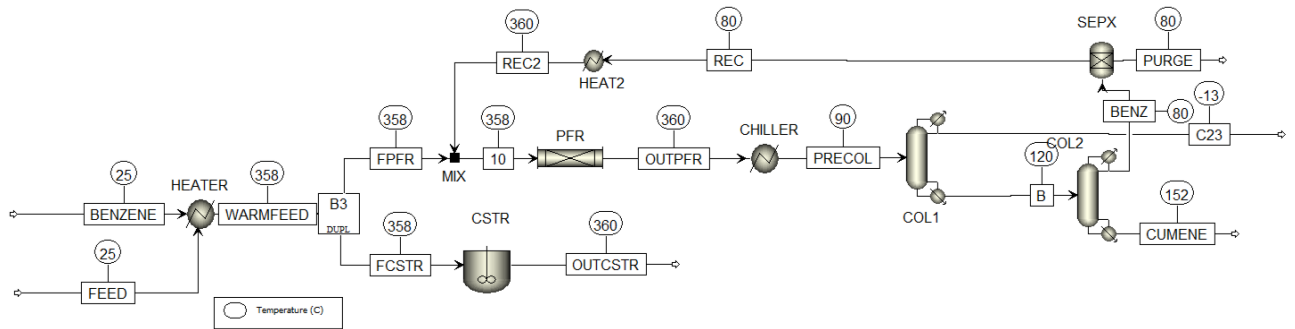 360
80
SEPX
80
REC2
REC
PURGE
HEAT2
BENZ
80
-13
358
358
360
CHILLER
90
C23
PFR
FPFR
10
OUTPFR
PRECOL
MIX
120
COL2
25
HEATER
358
B
152
BENZENE
WARMFEED
B3
DUPL
CSTR
COL1
CUMENE
358
360
25
FCSTR
OUTCSTR
FEED
Temperature (C)